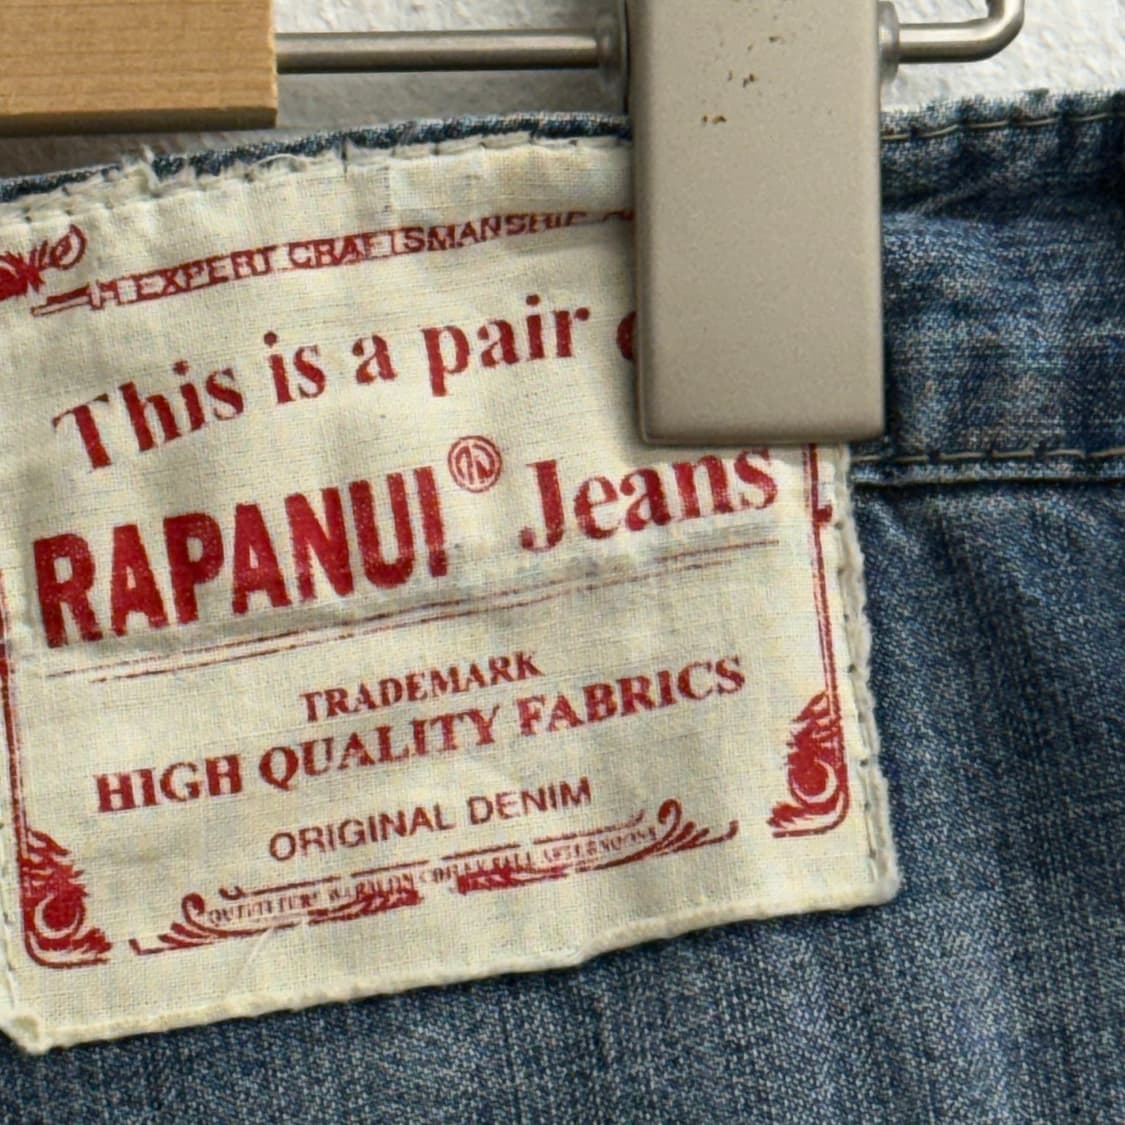 EXPERT CRAFTSMANSHIP
This is a pair
RAPANUI® Jeans
TRADEMARK
HIGH QUALITY FABRICS
ORIGINAL DENIM